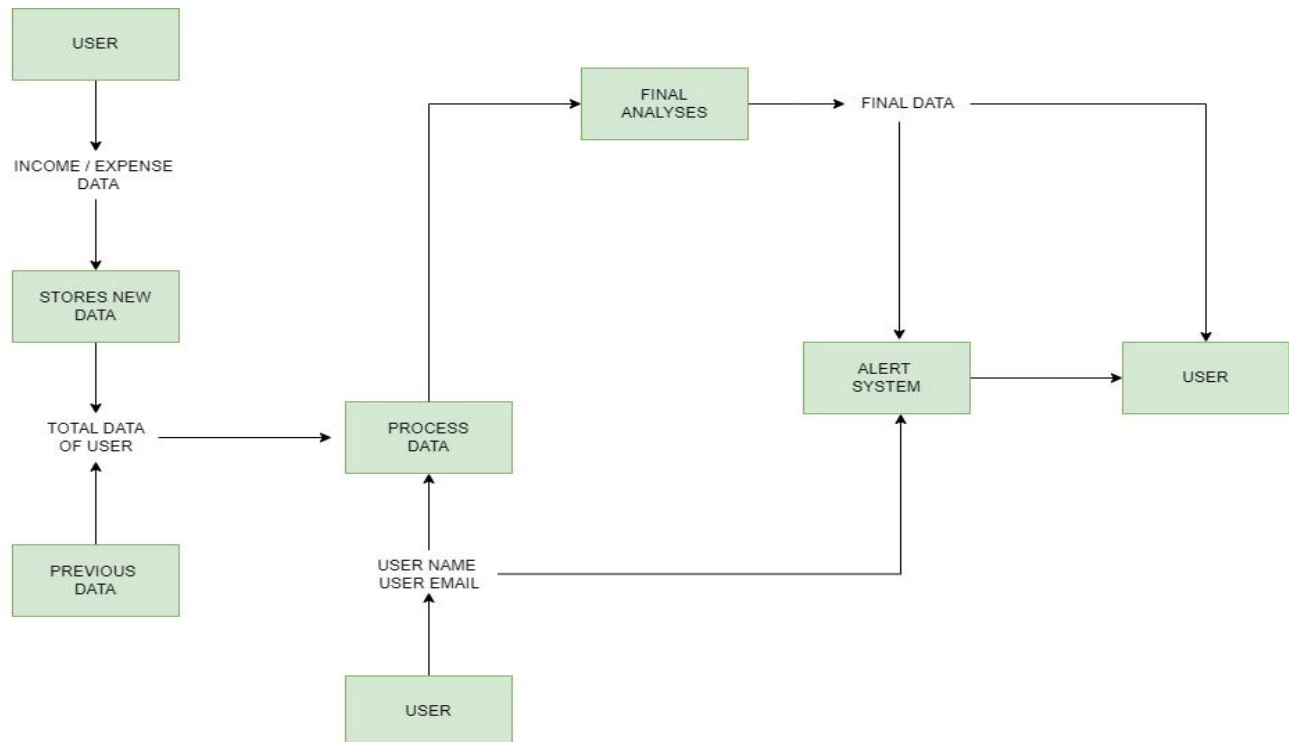 USER
INCOME / EXPENSE
DATA
STORES NEW
DATA
TOTAL DATA
OF USER
PREVIOUS
DATA
PROCESS
DATA
USER NAME
USER EMAIL
USER
FINAL
ANALYSES
FINAL DATA
ALERT
SYSTEM
USER